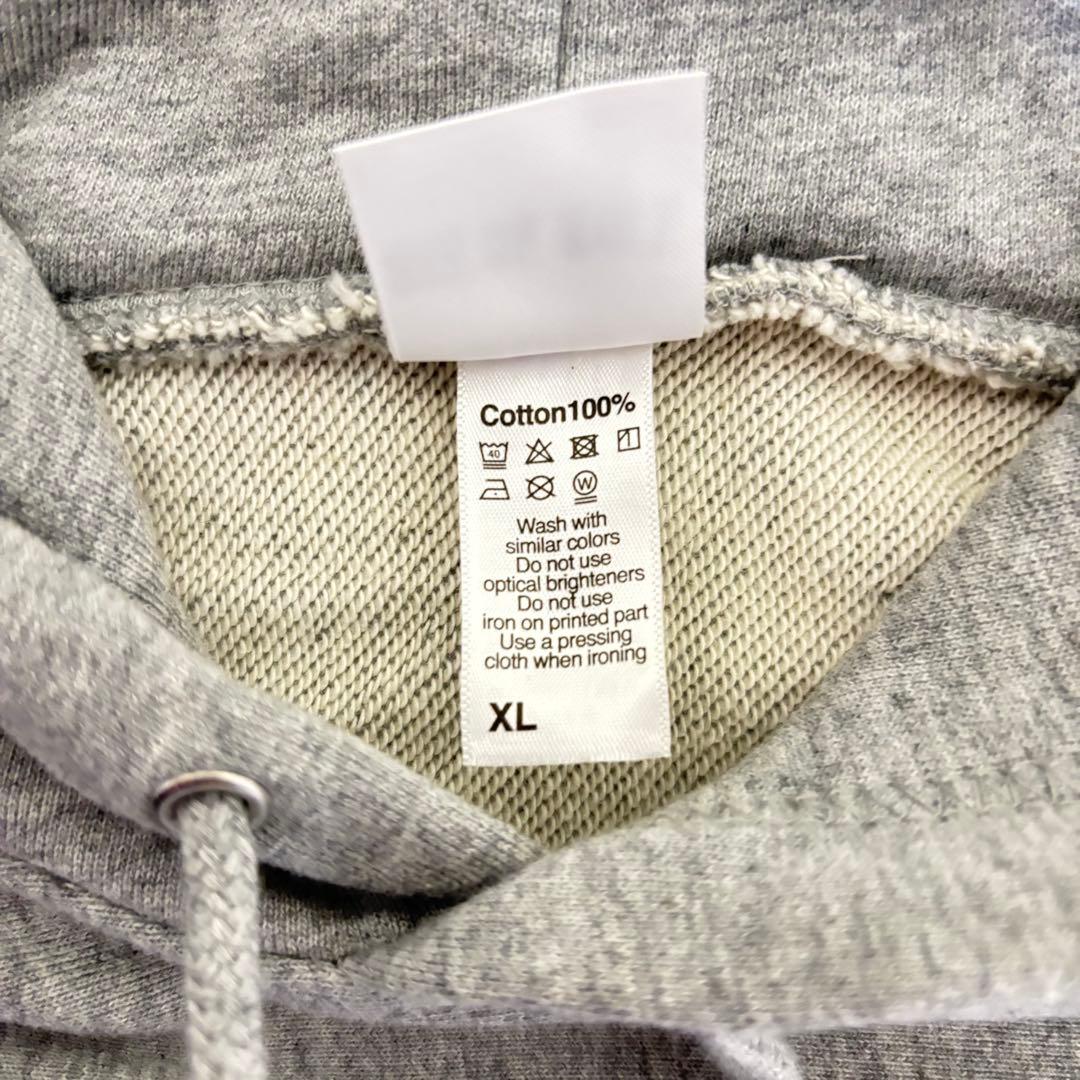 Cotton100%
40
W
Wash with
similar colors
Do not use
optical brighteners
Do not use
iron on printed part
Use a pressing
cloth when ironing
XL